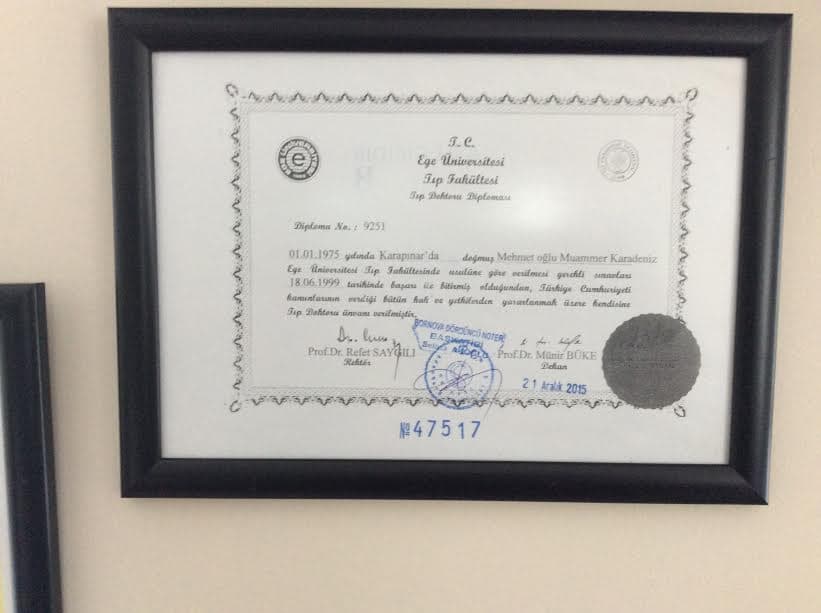 T. C.
Ege Üniversitesi
Tıp Fakültesi
Tıp Doktoru Diploması
Diploma No. : 9251
01.01.1975 yılında Karapınar'da ... doğmuş Mehmet oğlu Muammer Karadeniz
Ege Üniversitesi Tıp Fakültesinde usulüne göre verilmesi gerekli sınavları
18.06.1999 tarihinde başarı ile bitirmiş olduğundan, Türkiye Cumhuriyeti
kanunlarının verdiği bütün hak ve yetkilerden yararlanmak üzere kendisine
Tıp Doktoru ünvanı verilmiştir.
BORNOVA DÖRDÜNCÜ NOTER
Prof.Dr. Refet SAYGILI
Rektör
Prof.Dr. Münir BÜKE
Dekan
21 Aralık 2015
№ 47517